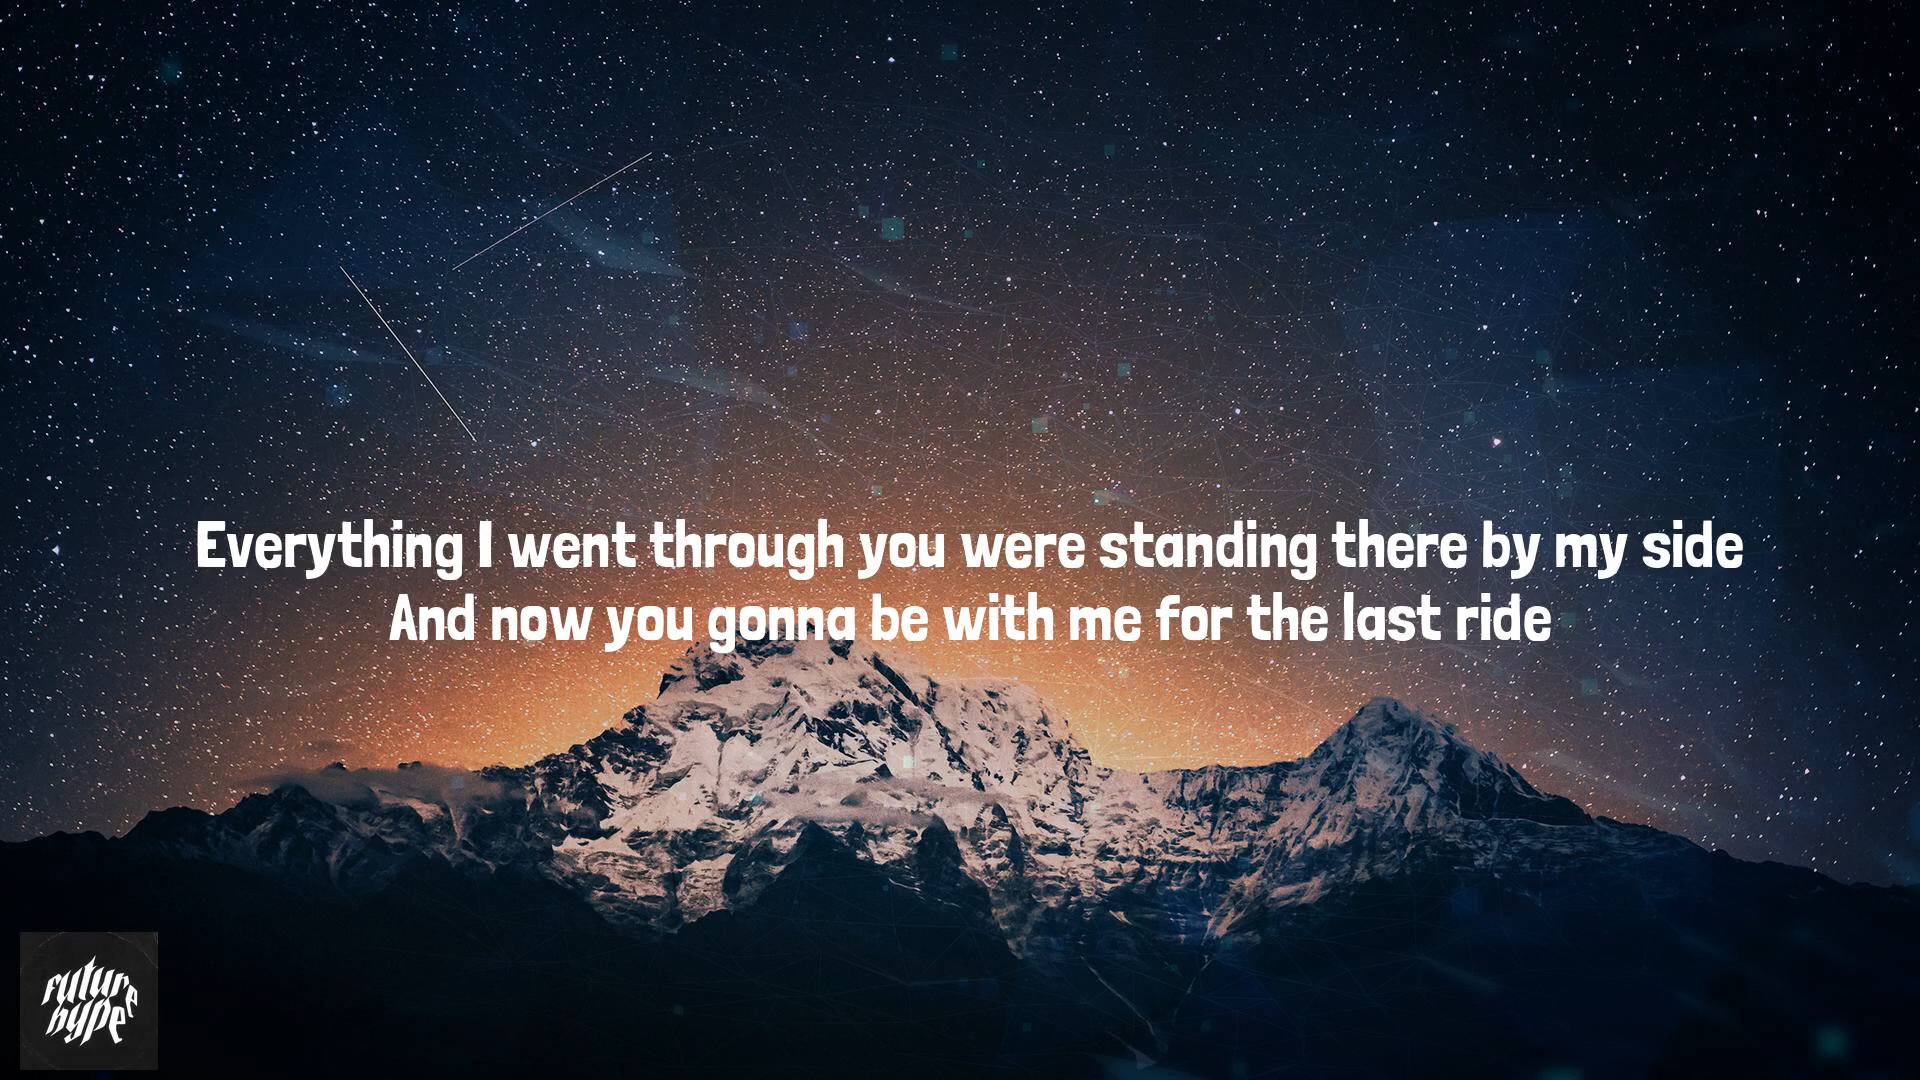 Everything I went through you were standing there by my side
And now you gonna be with me for the last ride
future
hype